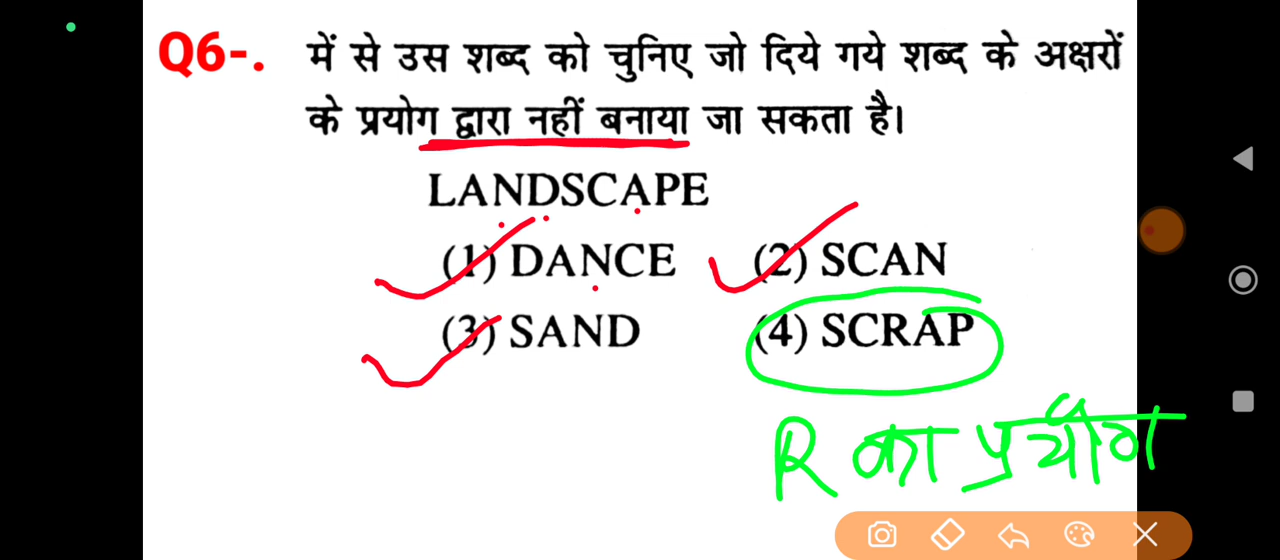 Q6-. में से उस शब्द को चुनिए जो दिये गये शब्द के अक्षरों
के प्रयोग द्वारा नहीं बनाया जा सकता है।
LANDSCAPE
(1) DANCE (2) SCAN
(3) SAND (4) SCRAP
R का प्रयोग